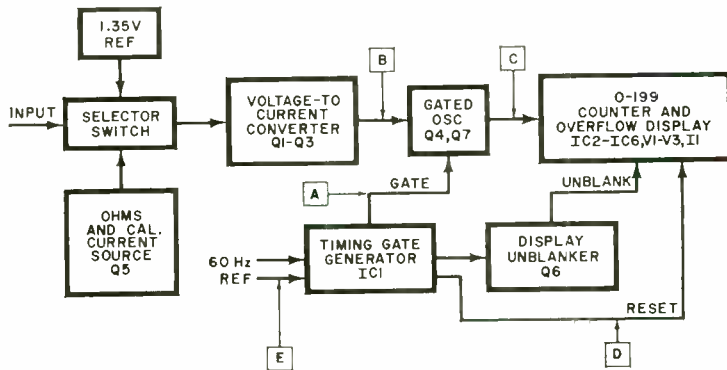 1.35V
REF
INPUT
SELECTOR
SWITCH
OHMS
AND CAL.
CURRENT
SOURCE
Q5
VOLTAGE-TO
CURRENT
CONVERTER
Q1-Q3
B
GATED
OSC
Q4,Q7
C
0-199
COUNTER AND
OVERFLOW DISPLAY
IC2-IC6,V1-V3,I1
A
GATE
UNBLANK
60 Hz
REF
TIMING GATE
GENERATOR
IC1
DISPLAY
UNBLANKER
Q6
RESET
E
D